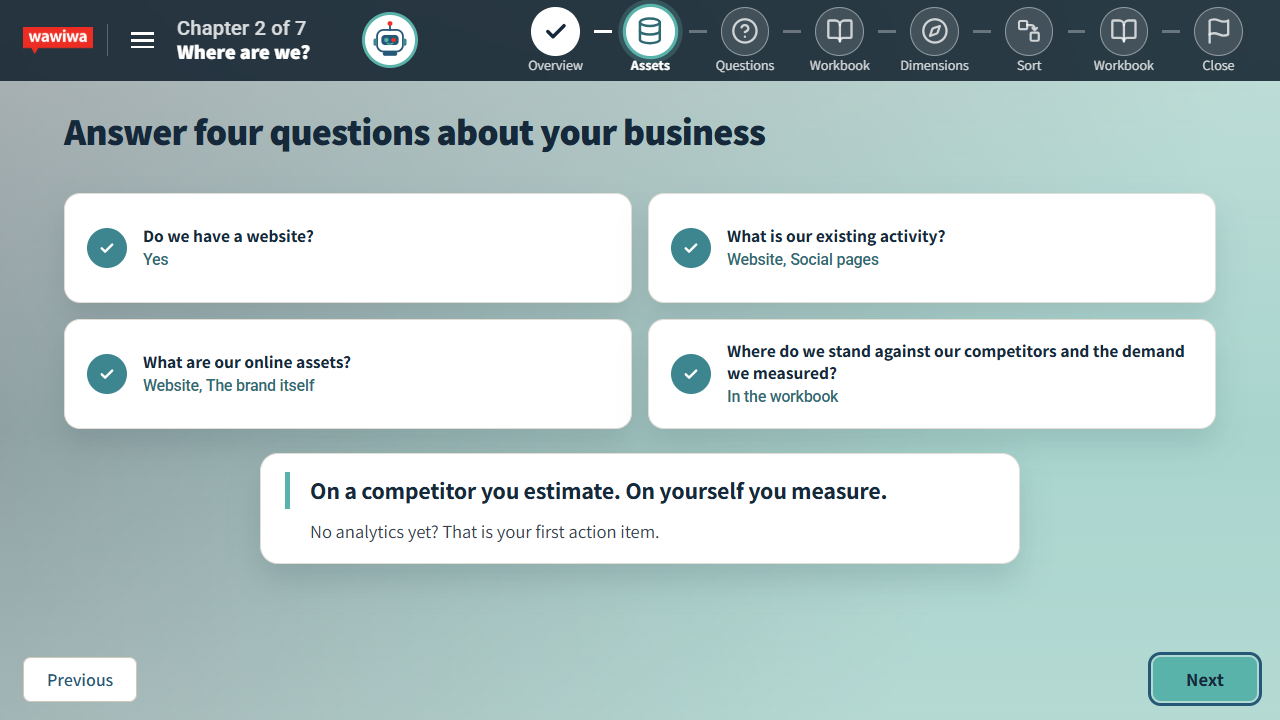 wawiwa
Chapter 2 of 7
Where are we?
Overview
Assets
Questions
Workbook
Dimensions
Sort
Workbook
Close
Answer four questions about your business
Do we have a website?
Yes
What is our existing activity?
Website, Social pages
What are our online assets?
Website, The brand itself
Where do we stand against our competitors and the demand
we measured?
In the workbook
On a competitor you estimate. On yourself you measure.
No analytics yet? That is your first action item.
Previous
Next